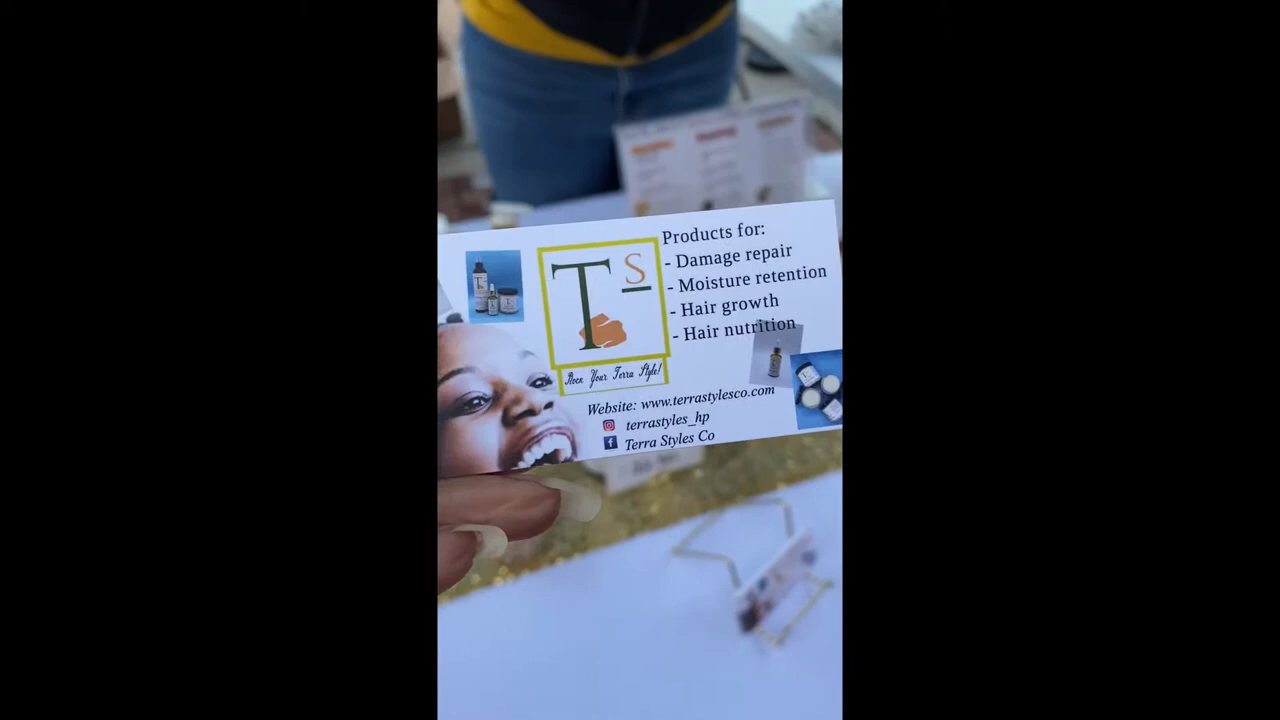 Products for:
- Damage repair
- Moisture retention
- Hair growth
- Hair nutrition
Ts
Rock Your Terra Style!
Website: www.terrastylesco.com
terrastyles_hp
Terra Styles Co